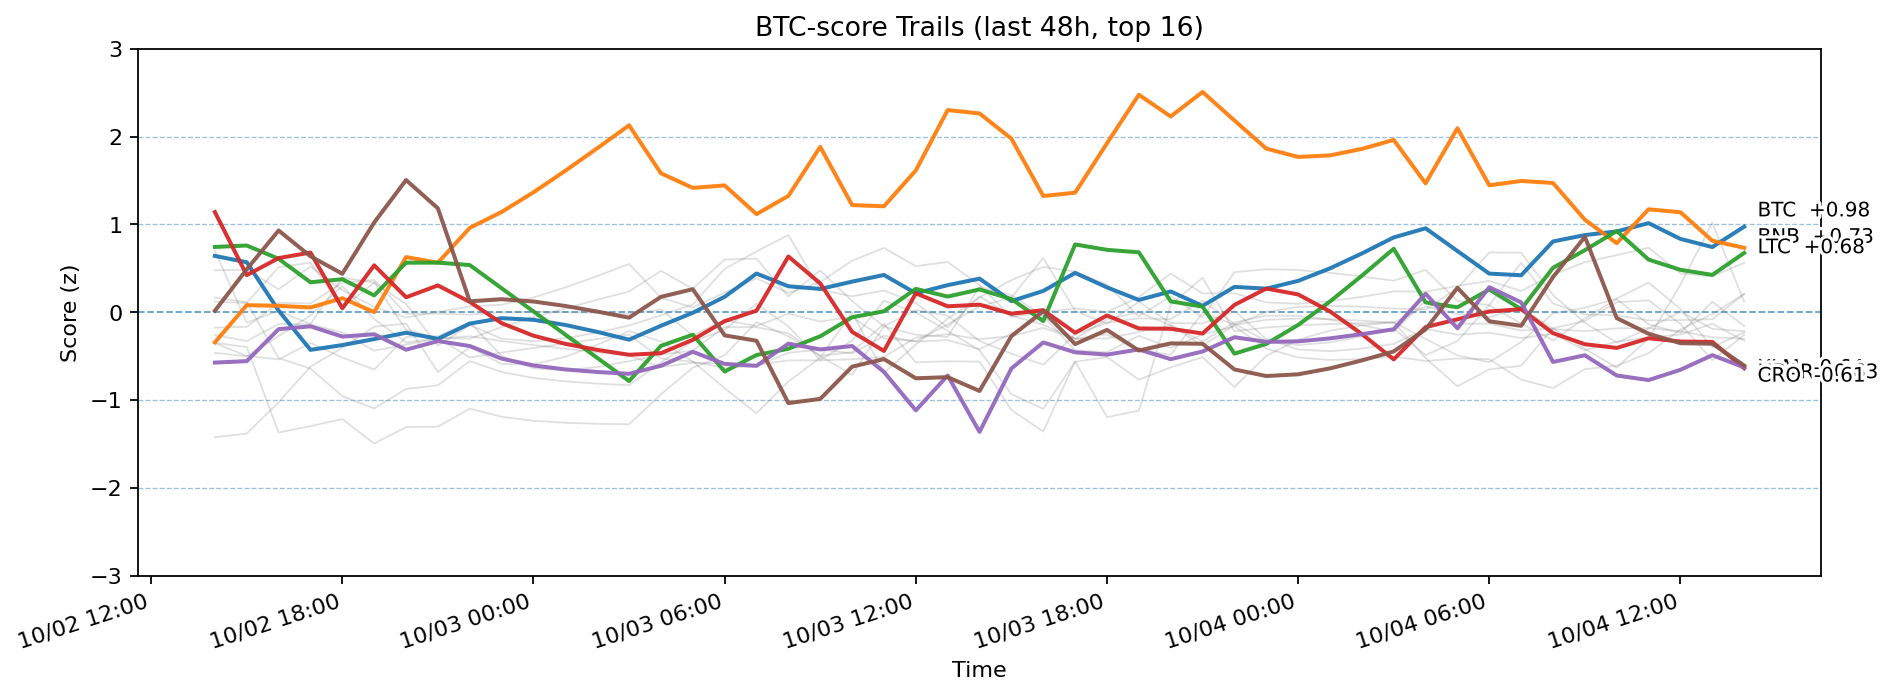 BTC-score Trails (last 48h, top 16)
Score (z)
3
2
1
0
−1
−2
−3
BTC +0.98
BNB +0.73
LTC +0.68
CRO -0.61
10/02 12:00
10/02 18:00
10/03 00:00
10/03 06:00
10/03 12:00
10/03 18:00
10/04 00:00
10/04 06:00
10/04 12:00
Time